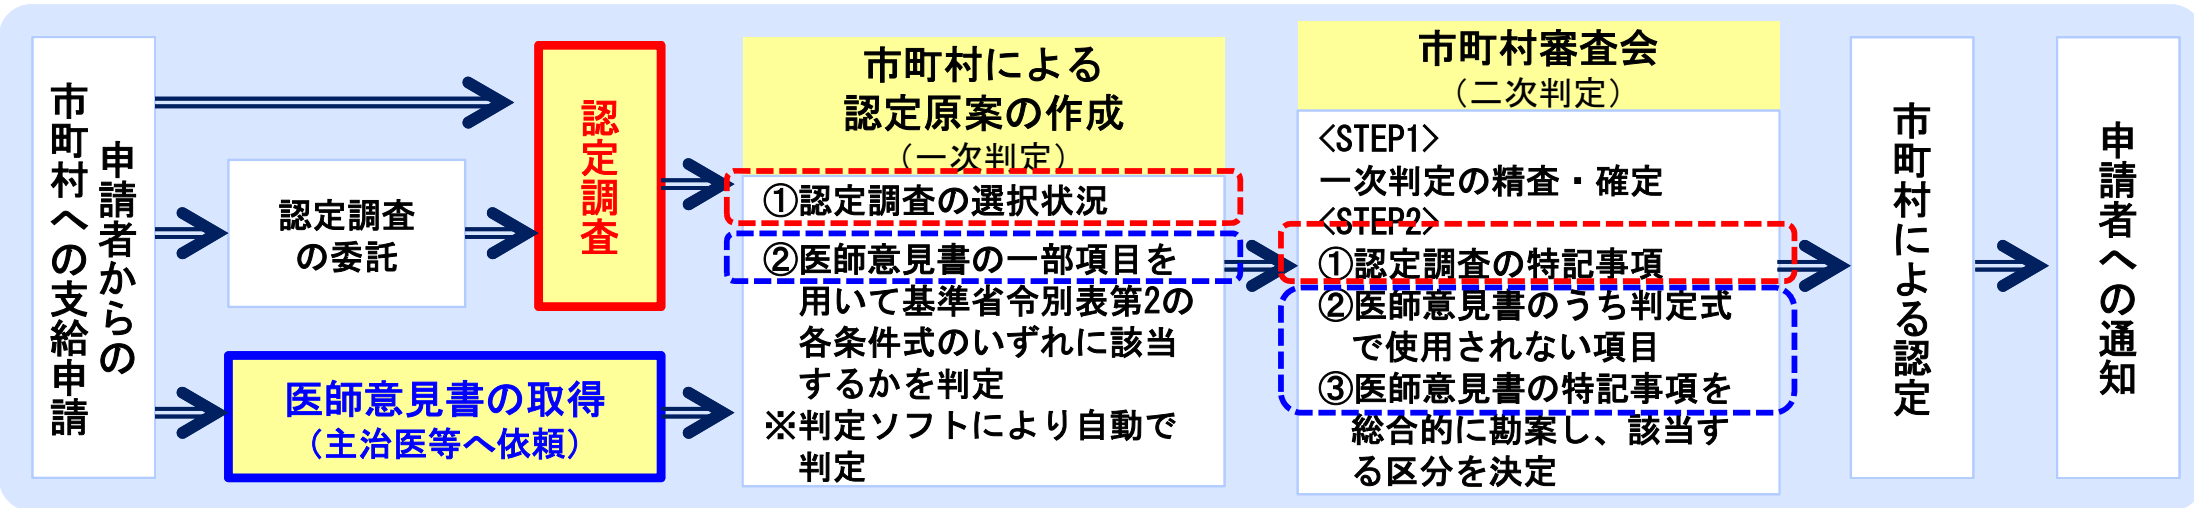 申請者からの
市町村への支給申請
認定調査
の委託
認定調査
医師意見書の取得
（主治医等へ依頼）
市町村による
認定原案の作成
（一次判定）
①認定調査の選択状況
②医師意見書の一部項目を
用いて基準省令別表第2の
各条件式のいずれに該当
するかを判定
※判定ソフトにより自動で
判定
市町村審査会
（二次判定）
<STEP1>
一次判定の精査・確定
<STEP2>
①認定調査の特記事項
②医師意見書のうち判定式
で使用されない項目
③医師意見書の特記事項を
総合的に勘案し、該当す
る区分を決定
市町村による認定
申請者への通知